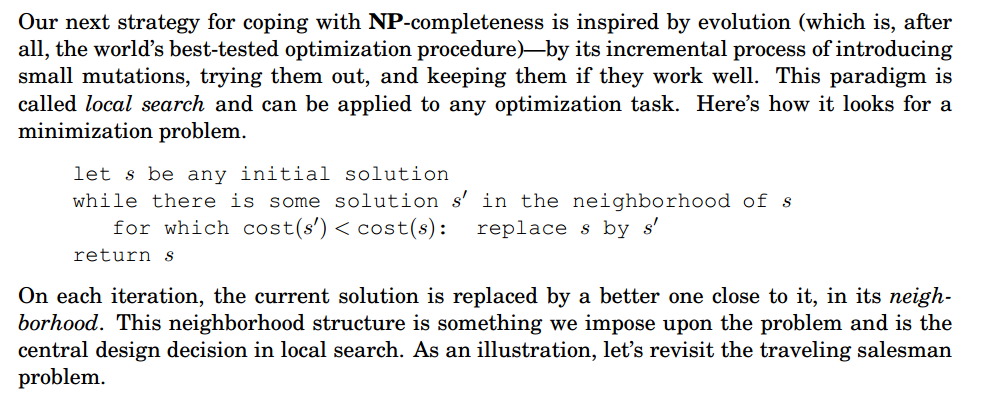 Our next strategy for coping with NP-completeness is inspired by evolution (which is, after
all, the world's best-tested optimization procedure)—by its incremental process of introducing
small mutations, trying them out, and keeping them if they work well. This paradigm is
called local search and can be applied to any optimization task. Here's how it looks for a
minimization problem.
let s be any initial solution
while there is some solution s′ in the neighborhood of s
for which cost(s′) < cost(s): replace s by s′
return s
On each iteration, the current solution is replaced by a better one close to it, in its neigh-
borhood. This neighborhood structure is something we impose upon the problem and is the
central design decision in local search. As an illustration, let's revisit the traveling salesman
problem.